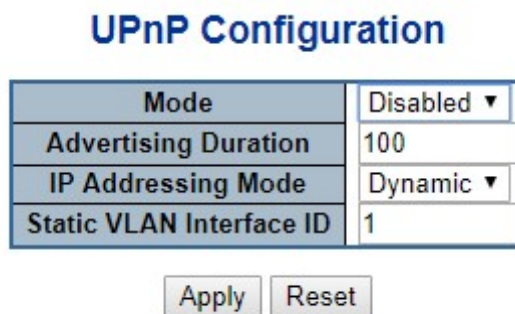 UPnP Configuration
Mode Disabled
Advertising Duration 100
IP Addressing Mode Dynamic
Static VLAN Interface ID 1
Apply Reset